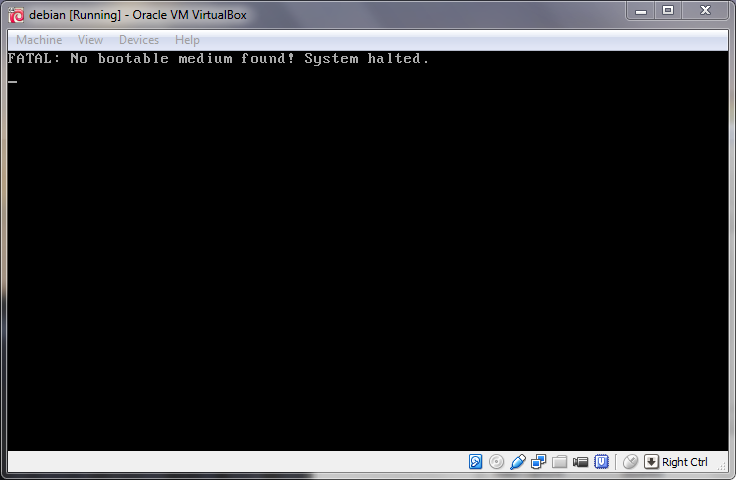 debian [Running] - Oracle VM VirtualBox
Machine View Devices Help
FATAL: No bootable medium found! System halted.
Right Ctrl